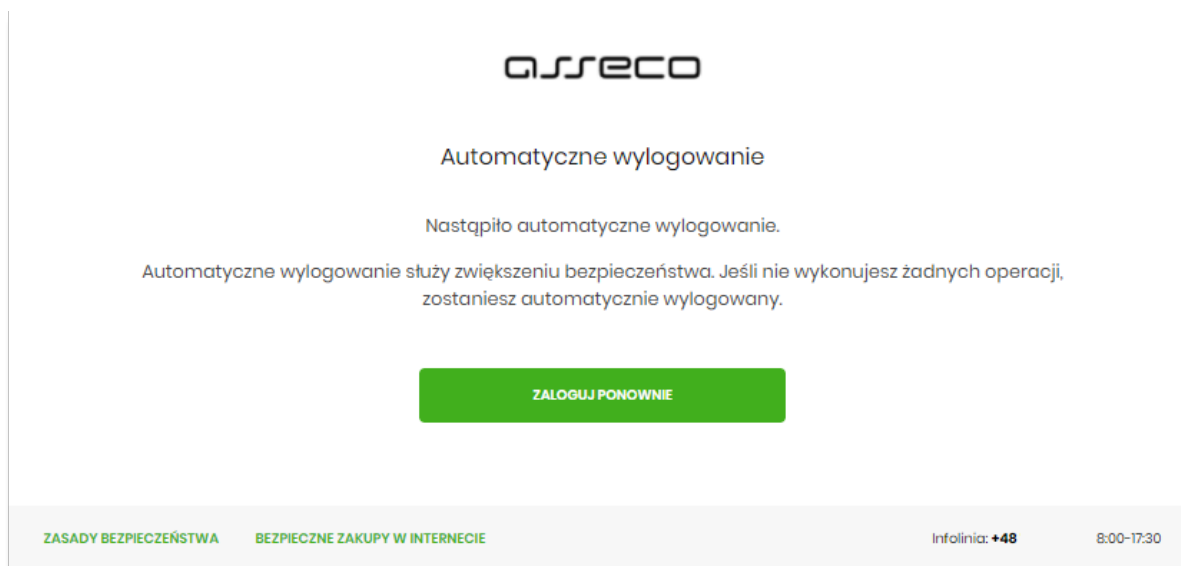 asseco
Automatyczne wylogowanie
Nastąpiło automatyczne wylogowanie.
Automatyczne wylogowanie służy zwiększeniu bezpieczeństwa. Jeśli nie wykonujesz żadnych operacji,
zostaniesz automatycznie wylogowany.
ZALOGUJ PONOWNIE
ZASADY BEZPIECZEŃSTWA BEZPIECZNE ZAKUPY W INTERNECIE Infolinia: +48 8:00-17:30